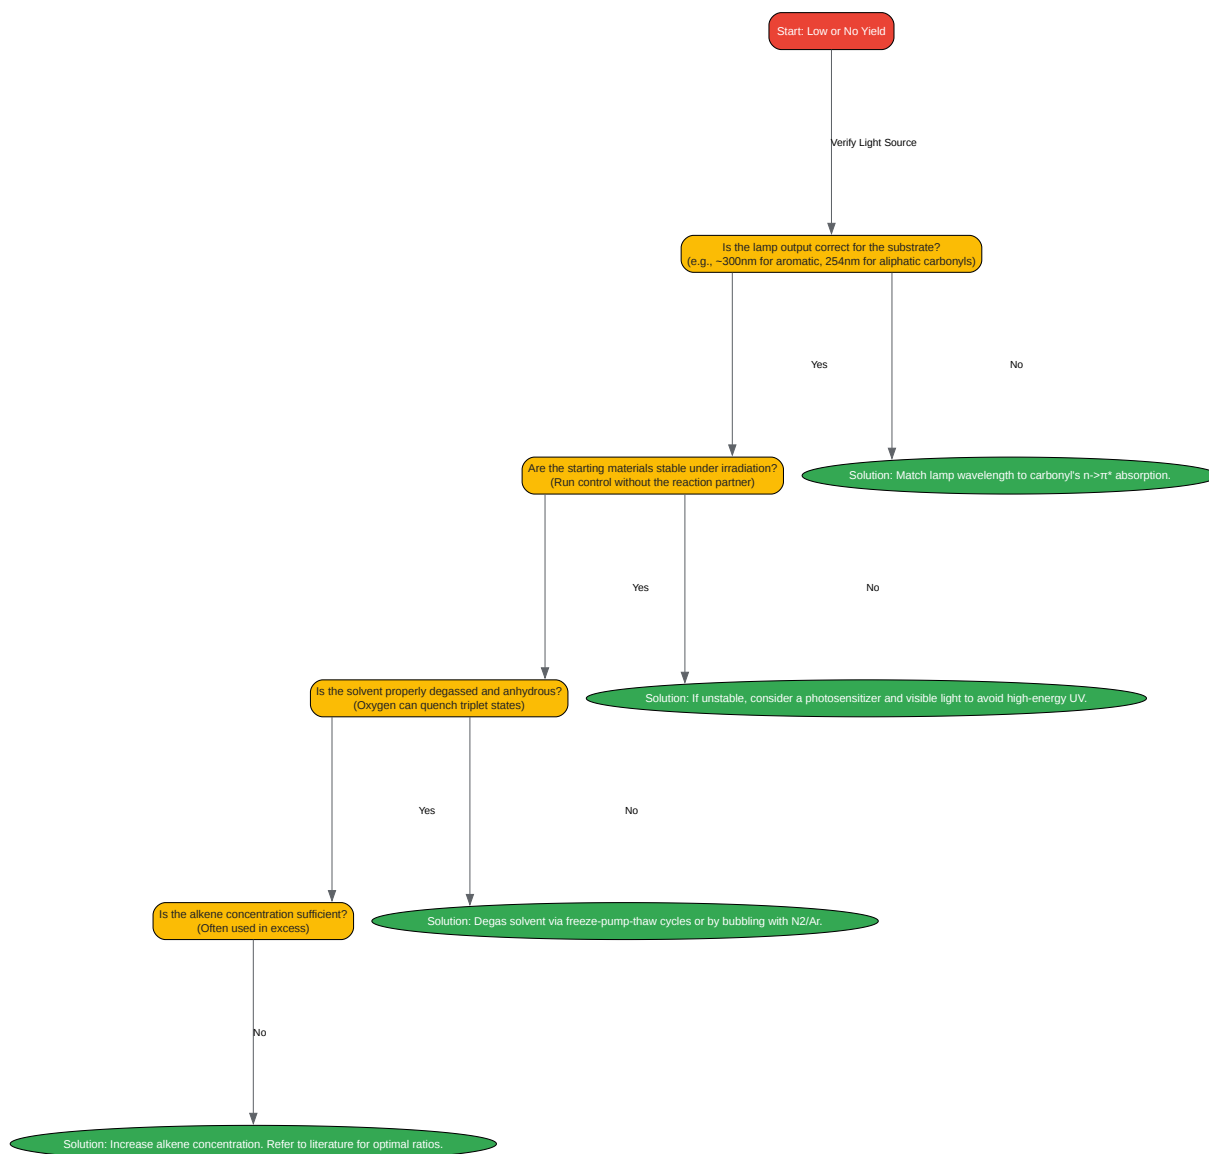 Start: Low or No Yield
Verify Light Source
Is the lamp output correct for the substrate?
(e.g., ~300nm for aromatic, 254nm for aliphatic carbonyls)
Yes
No
Are the starting materials stable under irradiation?
(Run control without the reaction partner)
Solution: Match lamp wavelength to carbonyl's n->π* absorption.
Yes
No
Is the solvent properly degassed and anhydrous?
(Oxygen can quench triplet states)
Solution: If unstable, consider a photosensitizer and visible light to avoid high-energy UV.
Yes
No
Is the alkene concentration sufficient?
(Often used in excess)
Solution: Degas solvent via freeze-pump-thaw cycles or by bubbling with N2/Ar.
No
Solution: Increase alkene concentration. Refer to literature for optimal ratios.